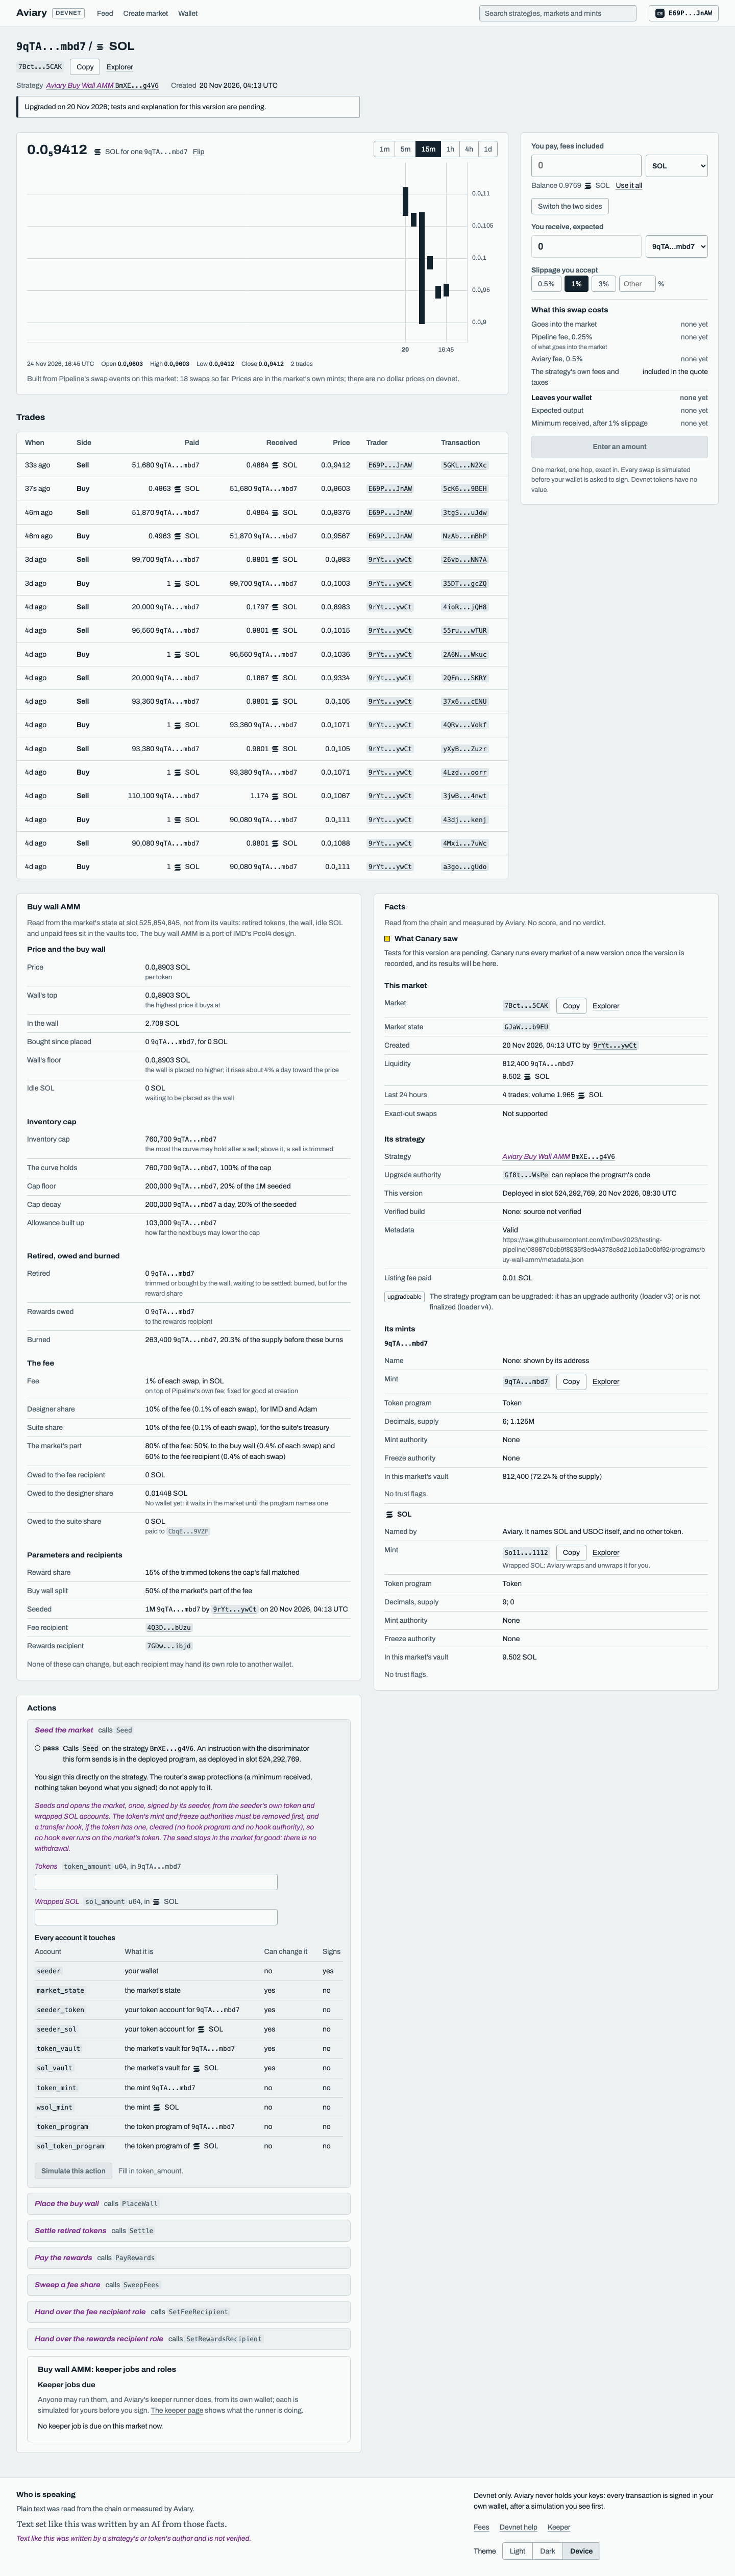 Aviary DEVNET Feed Create market Wallet Search strategies, markets and mints E69P...JnAW
9qTA...mbd7 / SOL
7Bct...5CAK Copy Explorer
Strategy Aviary Buy Wall AMM BmXE...g4V6 Created 20 Nov 2026, 04:13 UTC
Upgraded on 20 Nov 2026; tests and explanation for this version are pending.
0.0₅9412 SOL for one 9qTA...mbd7 Flip
1m 5m 15m 1h 4h 1d
0.0₄11
0.0₄105
0.0₄1
0.0₅95
0.0₅9
20 16:45
24 Nov 2026, 16:45 UTC Open 0.0₅9603 High 0.0₅9603 Low 0.0₅9412 Close 0.0₅9412 2 trades
Built from Pipeline's swap events on this market: 18 swaps so far. Prices are in the market's own mints; there are no dollar prices on devnet.
You pay, fees included
0 SOL
Balance 0.9769 SOL Use it all
Switch the two sides
You receive, expected
0 9qTA...mbd7
Slippage you accept
0.5% 1% 3% Other %
What this swap costs
Goes into the market none yet
Pipeline fee, 0.25% none yet
of what goes into the market
Aviary fee, 0.5% none yet
The strategy's own fees and taxes included in the quote
Leaves your wallet none yet
Expected output none yet
Minimum received, after 1% slippage none yet
Enter an amount
One market, one hop, exact in. Every swap is simulated
before your wallet is asked to sign. Devnet tokens have no
value.
Trades
When Side Paid Received Price Trader Transaction
33s ago Sell 51,680 9qTA...mbd7 0.4864 SOL 0.0₅9412 E69P...JnAW 5GKL...N2Xc
37s ago Buy 0.4963 SOL 51,680 9qTA...mbd7 0.0₅9603 E69P...JnAW 5cK6...9BEH
46m ago Sell 51,870 9qTA...mbd7 0.4864 SOL 0.0₅9376 E69P...JnAW 3tgS...uJdw
46m ago Buy 0.4963 SOL 51,870 9qTA...mbd7 0.0₅9567 E69P...JnAW NzAb...mBhP
3d ago Sell 99,700 9qTA...mbd7 0.9801 SOL 0.0₅983 9rYt...ywCt 26vb...NN7A
3d ago Buy 1 SOL 99,700 9qTA...mbd7 0.0₄1003 9rYt...ywCt 35DT...gcZQ
4d ago Sell 20,000 9qTA...mbd7 0.1797 SOL 0.0₅8983 9rYt...ywCt 4ioR...jQH8
4d ago Sell 96,560 9qTA...mbd7 0.9801 SOL 0.0₄1015 9rYt...ywCt 55ru...wTUR
4d ago Buy 1 SOL 96,560 9qTA...mbd7 0.0₄1036 9rYt...ywCt 2A6N...Wkuc
4d ago Sell 20,000 9qTA...mbd7 0.1867 SOL 0.0₅9334 9rYt...ywCt 2QFm...SKRY
4d ago Sell 93,360 9qTA...mbd7 0.9801 SOL 0.0₄105 9rYt...ywCt 37x6...cENU
4d ago Buy 1 SOL 93,360 9qTA...mbd7 0.0₄1071 9rYt...ywCt 4QRv...Vokf
4d ago Sell 93,380 9qTA...mbd7 0.9801 SOL 0.0₄105 9rYt...ywCt yXyB...Zuzr
4d ago Buy 1 SOL 93,380 9qTA...mbd7 0.0₄1071 9rYt...ywCt 4Lzd...oorr
4d ago Sell 110,100 9qTA...mbd7 1.174 SOL 0.0₄1067 9rYt...ywCt 3jwB...4nwt
4d ago Buy 1 SOL 90,080 9qTA...mbd7 0.0₄111 9rYt...ywCt 43dj...kenj
4d ago Sell 90,080 9qTA...mbd7 0.9801 SOL 0.0₄1088 9rYt...ywCt 4Mxi...7uWc
4d ago Buy 1 SOL 90,080 9qTA...mbd7 0.0₄111 9rYt...ywCt a3go...gUdo
Buy wall AMM
Read from the market's state at slot 525,854,845, not from its vaults: retired tokens, the wall, idle SOL
and unpaid fees sit in the vaults too. The buy wall AMM is a port of IMD's Pool4 design.
Price and the buy wall
Price 0.0₅8903 SOL
per token
Wall's top 0.0₅8903 SOL
the highest price it buys at
In the wall 2.708 SOL
Bought since placed 0 9qTA...mbd7, for 0 SOL
Wall's floor 0.0₅8903 SOL
the wall is placed no higher; it rises about 4% a day toward the price
Idle SOL 0 SOL
waiting to be placed as the wall
Inventory cap
Inventory cap 760,700 9qTA...mbd7
the most the curve may hold after a sell; above it, a sell is trimmed
The curve holds 760,700 9qTA...mbd7, 100% of the cap
Cap floor 200,000 9qTA...mbd7, 20% of the 1M seeded
Cap decay 200,000 9qTA...mbd7 a day, 20% of the seeded
Allowance built up 103,000 9qTA...mbd7
how far the next buys may lower the cap
Retired, owed and burned
Retired 0 9qTA...mbd7
trimmed or bought by the wall, waiting to be settled: burned, but for the
reward share
Rewards owed 0 9qTA...mbd7
to the rewards recipient
Burned 263,400 9qTA...mbd7, 20.3% of the supply before these burns
The fee
Fee 1% of each swap, in SOL
on top of Pipeline's own fee; fixed for good at creation
Designer share 10% of the fee (0.1% of each swap), for IMD and Adam
Suite share 10% of the fee (0.1% of each swap), for the suite's treasury
The market's part 80% of the fee: 50% to the buy wall (0.4% of each swap) and
50% to the fee recipient (0.4% of each swap)
Owed to the fee recipient 0 SOL
Owed to the designer share 0.01448 SOL
No wallet yet: it waits in the market until the program names one
Owed to the suite share 0 SOL
paid to CbqE...9VZF
Parameters and recipients
Reward share 15% of the trimmed tokens the cap's fall matched
Buy wall split 50% of the market's part of the fee
Seeded 1M 9qTA...mbd7 by 9rYt...ywCt on 20 Nov 2026, 04:13 UTC
Fee recipient 4Q3D...bUzu
Rewards recipient 7GDw...ibjd
None of these can change, but each recipient may hand its own role to another wallet.
Facts
Read from the chain and measured by Aviary. No score, and no verdict.
What Canary saw
Tests for this version are pending. Canary runs every market of a new version once the version is
recorded, and its results will be here.
This market
Market 7Bct...5CAK Copy Explorer
Market state GJaW...b9EU
Created 20 Nov 2026, 04:13 UTC by 9rYt...ywCt
Liquidity 812,400 9qTA...mbd7
9.502 SOL
Last 24 hours 4 trades; volume 1.965 SOL
Exact-out swaps Not supported
Its strategy
Strategy Aviary Buy Wall AMM BmXE...g4V6
Upgrade authority Gf8t...WsPe can replace the program's code
This version Deployed in slot 524,292,769, 20 Nov 2026, 08:30 UTC
Verified build None: source not verified
Metadata Valid
https://raw.githubusercontent.com/imDev2023/testing-
pipeline/08987d0cb9f8535f3ed44378c8d21cb1a0e0bf92/programs/b
uy-wall-amm/metadata.json
Listing fee paid 0.01 SOL
upgradeable The strategy program can be upgraded: it has an upgrade authority (loader v3) or is not
finalized (loader v4).
Its mints
9qTA...mbd7
Name None: shown by its address
Mint 9qTA...mbd7 Copy Explorer
Token program Token
Decimals, supply 6; 1.125M
Mint authority None
Freeze authority None
In this market's vault 812,400 (72.24% of the supply)
No trust flags.
SOL
Named by Aviary. It names SOL and USDC itself, and no other token.
Mint So11...1112 Copy Explorer
Wrapped SOL: Aviary wraps and unwraps it for you.
Token program Token
Decimals, supply 9; 0
Mint authority None
Freeze authority None
In this market's vault 9.502 SOL
No trust flags.
Actions
Seed the market calls Seed
pass Calls Seed on the strategy BmXE...g4V6. An instruction with the discriminator
this form sends is in the deployed program, as deployed in slot 524,292,769.
You sign this directly on the strategy. The router's swap protections (a minimum received,
nothing taken beyond what you signed) do not apply to it.
Seeds and opens the market, once, signed by its seeder, from the seeder's own token and
wrapped SOL accounts. The token's mint and freeze authorities must be removed first, and
a transfer hook, if the token has one, cleared (no hook program and no hook authority), so
no hook ever runs on the market's token. The seed stays in the market for good: there is no
withdrawal.
Tokens token_amount u64, in 9qTA...mbd7
Wrapped SOL sol_amount u64, in SOL
Every account it touches
Account What it is Can change it Signs
seeder your wallet no yes
market_state the market's state yes no
seeder_token your token account for 9qTA...mbd7 yes no
seeder_sol your token account for SOL yes no
token_vault the market's vault for 9qTA...mbd7 yes no
sol_vault the market's vault for SOL yes no
token_mint the mint 9qTA...mbd7 no no
wsol_mint the mint SOL no no
token_program the token program of 9qTA...mbd7 no no
sol_token_program the token program of SOL no no
Simulate this action Fill in token_amount.
Place the buy wall calls PlaceWall
Settle retired tokens calls Settle
Pay the rewards calls PayRewards
Sweep a fee share calls SweepFees
Hand over the fee recipient role calls SetFeeRecipient
Hand over the rewards recipient role calls SetRewardsRecipient
Buy wall AMM: keeper jobs and roles
Keeper jobs due
Anyone may run them, and Aviary's keeper runner does, from its own wallet; each is
simulated for yours before you sign. The keeper page shows what the runner is doing.
No keeper job is due on this market now.
Who is speaking
Plain text was read from the chain or measured by Aviary.
Text set like this was written by an AI from those facts.
Text like this was written by a strategy's or token's author and is not verified.
Devnet only. Aviary never holds your keys: every transaction is signed in your
own wallet, after a simulation you see first.
Fees Devnet help Keeper
Theme Light Dark Device